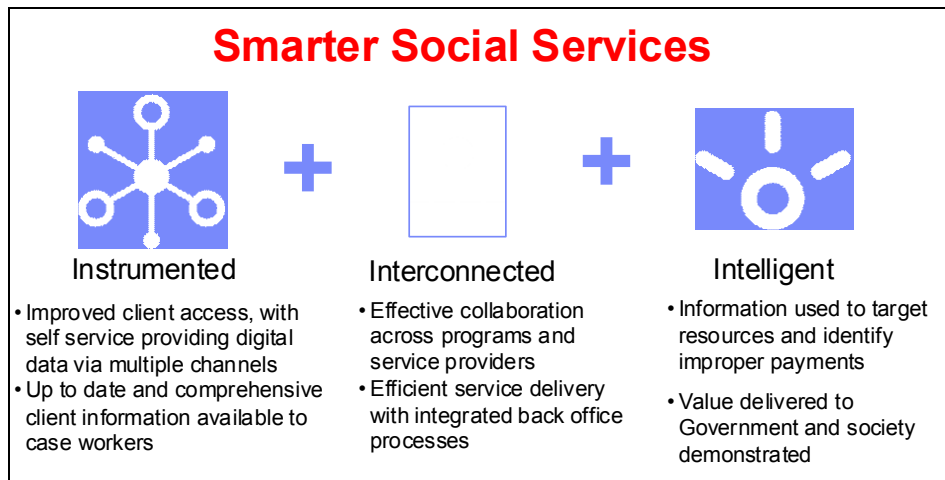 Smarter Social Services
+
+
Instrumented
• Improved client access, with
self service providing digital
data via multiple channels
• Up to date and comprehensive
client information available to
case workers
Interconnected
• Effective collaboration
across programs and
service providers
• Efficient service delivery
with integrated back office
processes
Intelligent
• Information used to target
resources and identify
improper payments
• Value delivered to
Government and society
demonstrated